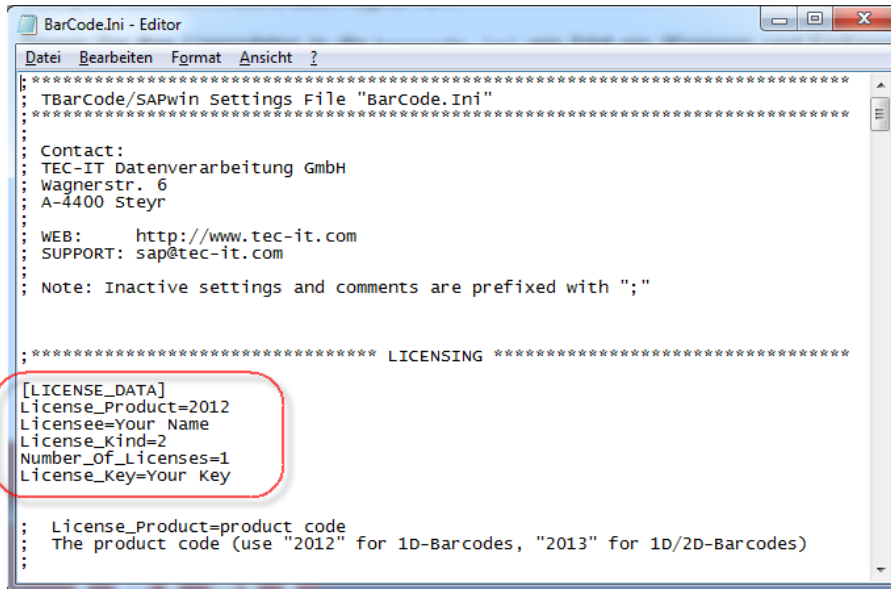 BarCode.Ini - Editor
Datei Bearbeiten Format Ansicht ?
;******************************************************************************
; TBarCode/SAPwin Settings File "BarCode.Ini"
;******************************************************************************
;
; Contact:
; TEC-IT Datenverarbeitung GmbH
; Wagnerstr. 6
; A-4400 Steyr
;
; WEB: http://www.tec-it.com
; SUPPORT: sap@tec-it.com
;
; Note: Inactive settings and comments are prefixed with ";"
;********************************* LICENSING **********************************
[LICENSE_DATA]
License_Product=2012
Licensee=Your Name
License_Kind=2
Number_Of_Licenses=1
License_Key=Your Key
; License_Product=product code
; The product code (use "2012" for 1D-Barcodes, "2013" for 1D/2D-Barcodes)
;